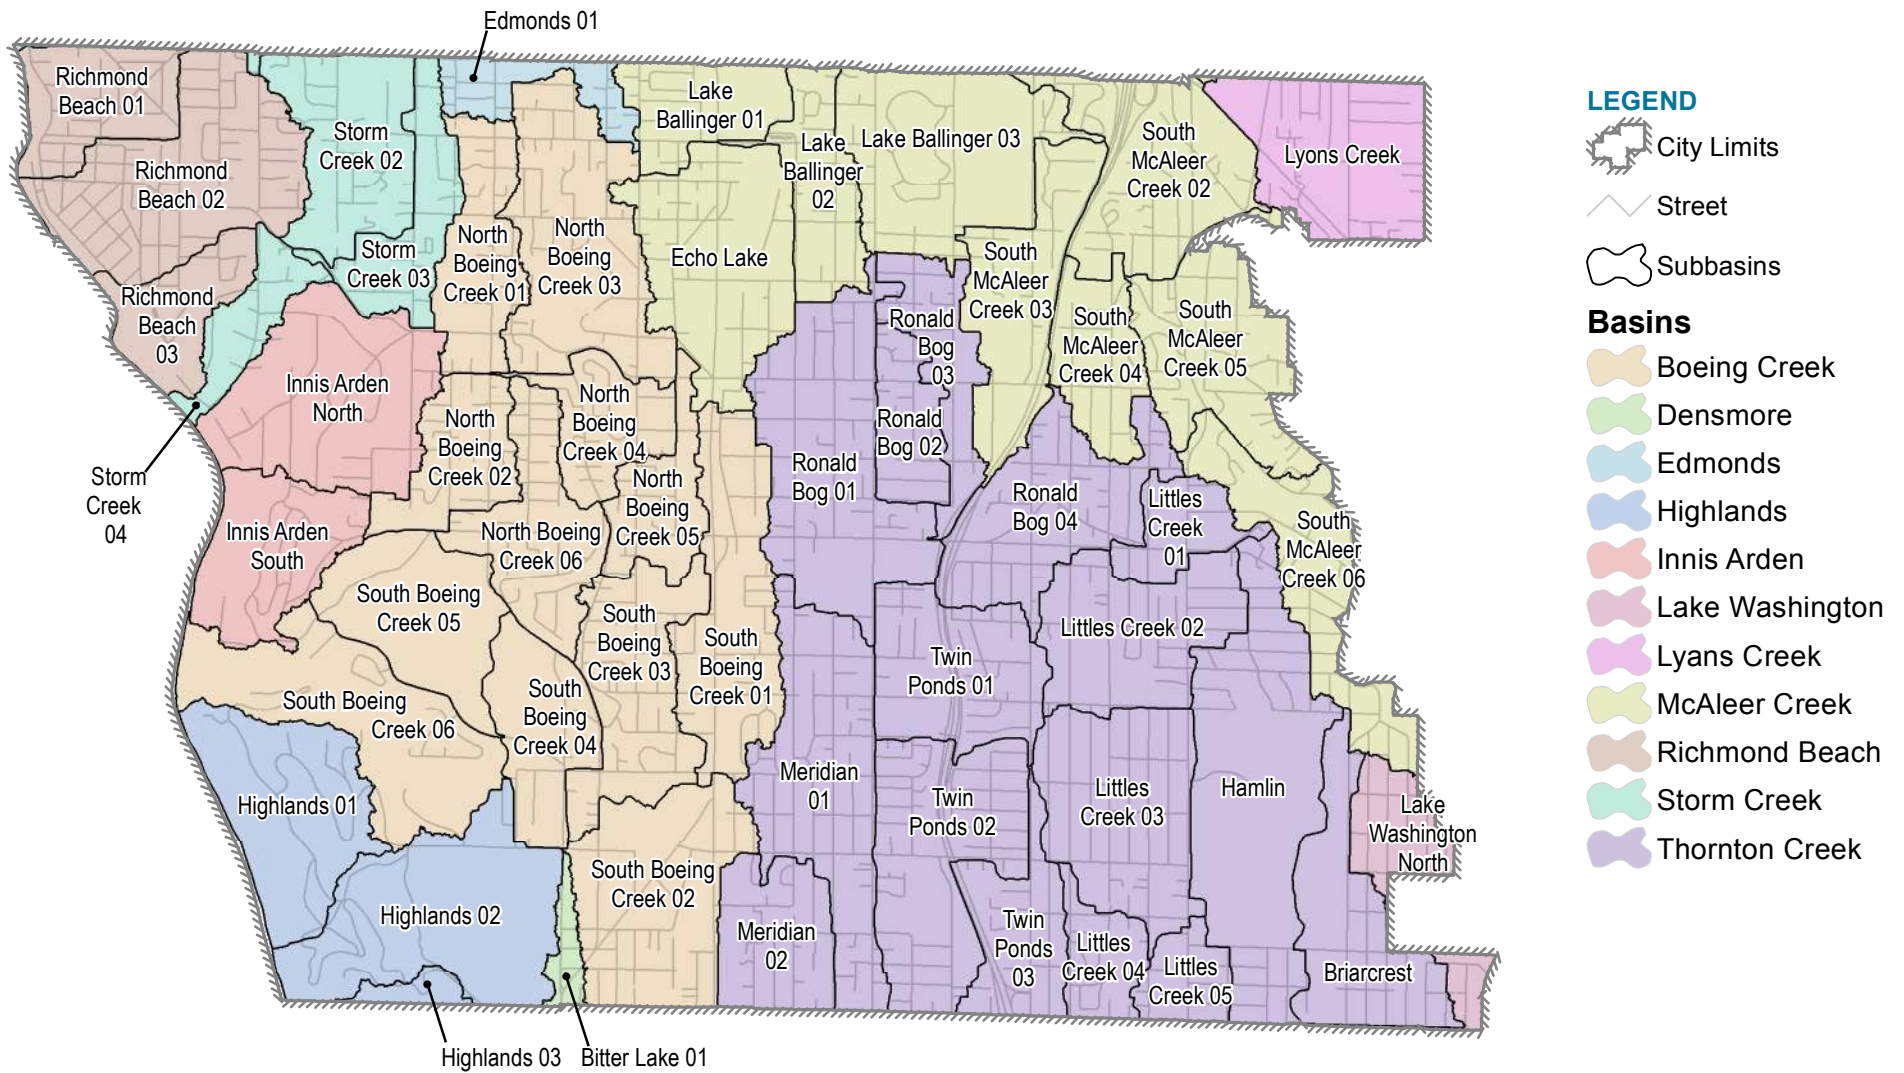 Edmonds 01
Richmond
Beach 01
Storm
Creek 02
Lake
Ballinger 01
Lake
Ballinger
02
Lake Ballinger 03
South
McAleer
Creek 02
Lyons Creek
Richmond
Beach 02
Storm
Creek 03
North
Boeing
Creek 01
North
Boeing
Creek 03
Echo Lake
South
McAleer
Creek 03
Richmond
Beach
03
Ronald
Bog
03
South
McAleer
Creek 04
South
McAleer
Creek 05
Innis Arden
North
North
Boeing
Creek 02
North
Boeing
Creek 04
Ronald
Bog 02
Storm
Creek
04
Ronald
Bog 01
North
Boeing
Creek 05
Ronald
Bog 04
Littles
Creek
01
Innis Arden
South
North Boeing
Creek 06
South
McAleer
Creek 06
South Boeing
Creek 05
South
Boeing
Creek 03
South
Boeing
Creek 01
Twin
Ponds 01
Littles Creek 02
South Boeing
Creek 06
South
Boeing
Creek 04
Meridian
01
Highlands 01
Twin
Ponds 02
Littles
Creek 03
Hamlin
Lake
Washington
North
South Boeing
Creek 02
Highlands 02
Meridian
02
Twin
Ponds
03
Littles
Creek 04
Littles
Creek 05
Briarcrest
Highlands 03
Bitter Lake 01
LEGEND
City Limits
Street
Subbasins
Basins
Boeing Creek
Densmore
Edmonds
Highlands
Innis Arden
Lake Washington
Lyans Creek
McAleer Creek
Richmond Beach
Storm Creek
Thornton Creek